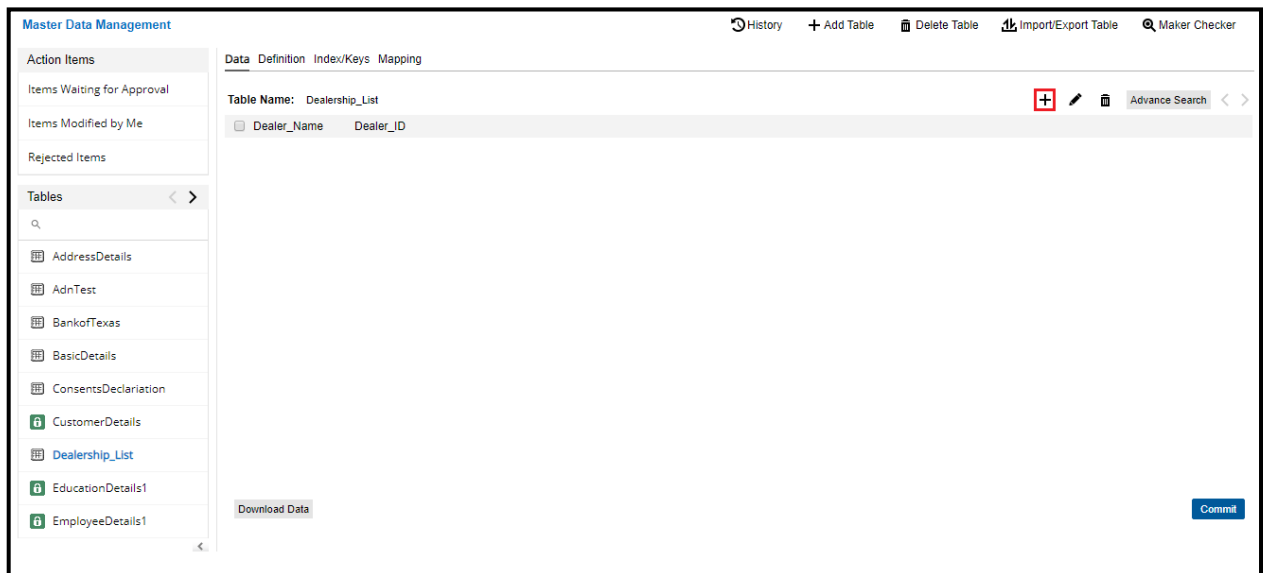 Master Data Management
History
Add Table
Delete Table
Import/Export Table
Maker Checker
Action Items
Items Waiting for Approval
Items Modified by Me
Rejected Items
Tables
AddressDetails
AdnTest
BankofTexas
BasicDetails
ConsentsDeclariation
CustomerDetails
Dealership_List
EducationDetails1
EmployeeDetails1
Data Definition Index/Keys Mapping
Table Name: Dealership_List
Advance Search
Dealer_Name Dealer_ID
Download Data
Commit